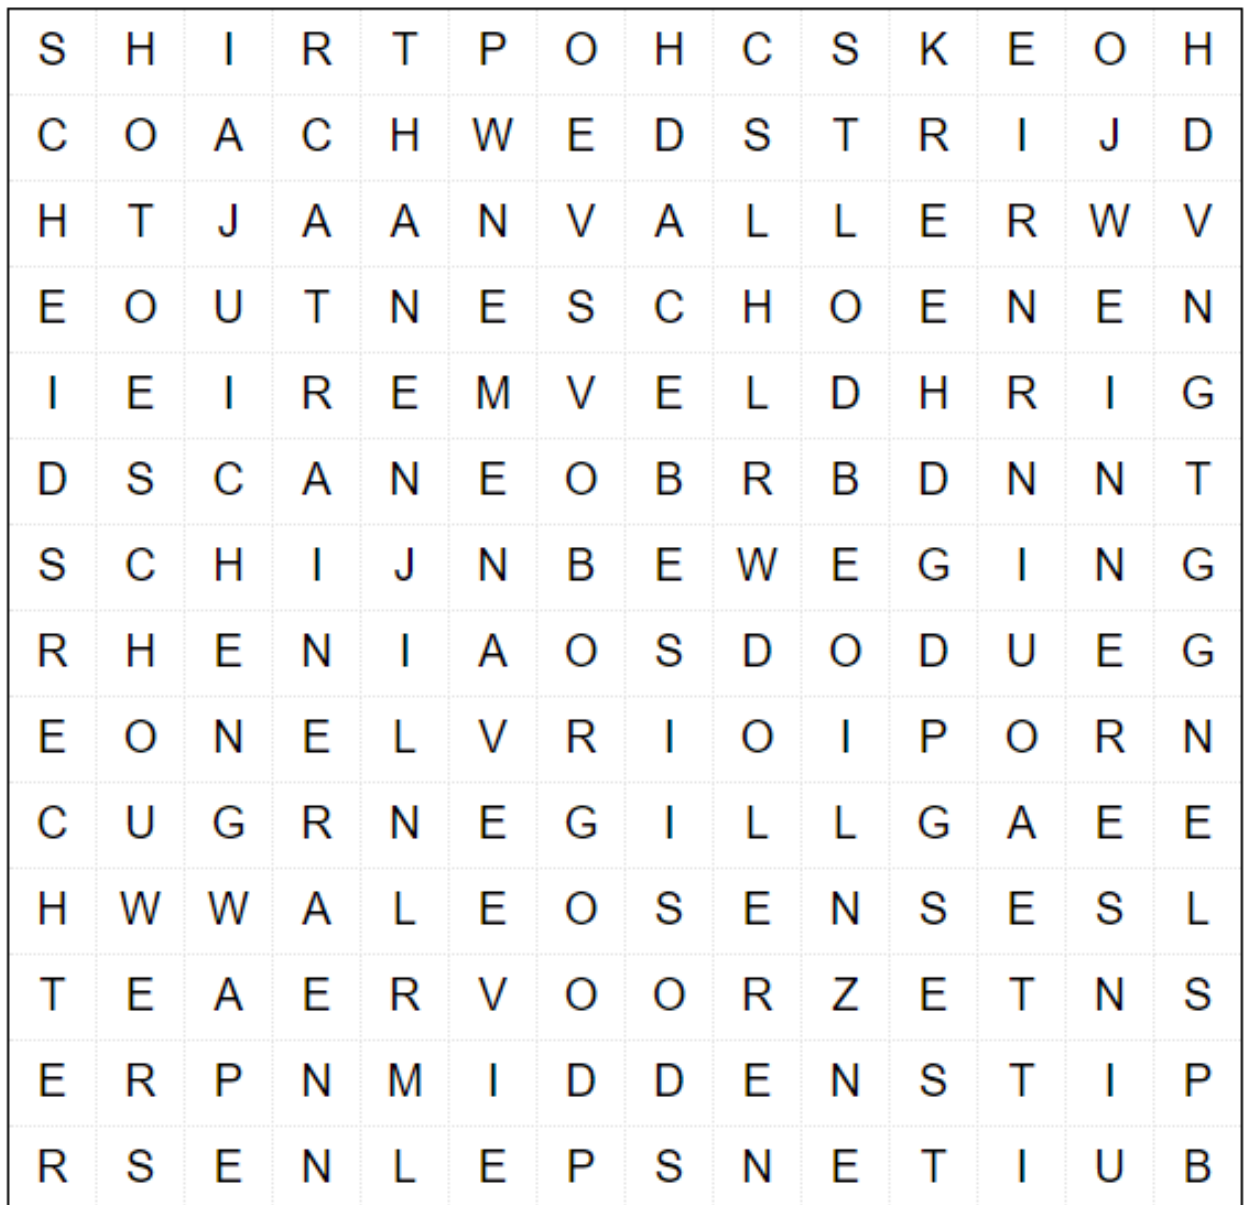 S H I R T P O H C S K E O H
C O A C H W E D S T R I J D
H T J A A N V A L L E R W V
E O U T N E S C H O E N E N
I E I R E M V E L D H R I G
D S C A N E O B R B D N N T
S C H I J N B E W E G I N G
R H E N I A O S D O D U E G
E O N E L V R I O I P O R N
C U G R N E G I L L G A E E
H W W A L E O S E N S E S L
T E A E R V O O R Z E T N S
E R P N M I D D E N S T I P
R S E N L E P S N E T I U B